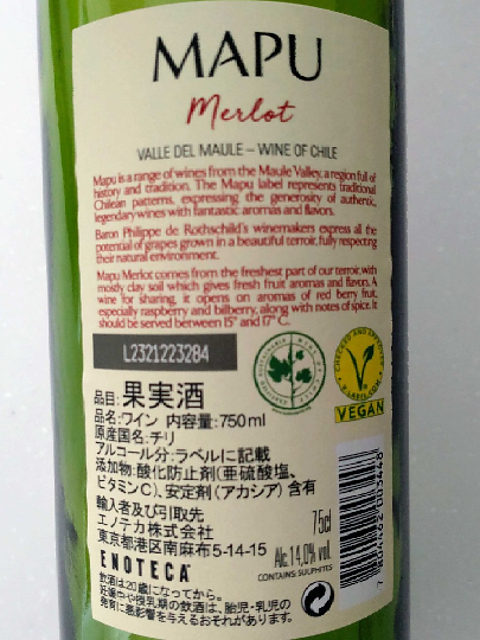 MAPU
Merlot
VALLE DEL MAULE – WINE OF CHILE
Mapu is a range of wines from the Maule Valley, a region full of
history and tradition. The Mapu label represents traditional
Chilean patterns, expressing the generosity of authentic,
legendary wines with fantastic aromas and flavors.
Baron Philippe de Rothschild's winemakers express all the
potential of grapes grown in a beautiful terroir, fully respecting
their natural environment.
Mapu Merlot comes from the freshest part of our terroir, with
mostly clay soil which gives fresh fruit aromas and flavor. A
wine for sharing, it opens on aromas of red berry fruit,
especially raspberry and bilberry, along with notes of spice. It
should be served between 15° and 17° C.
L2321223284
CHECKED AND APPROVED
V-LABEL.COM
VEGAN
品目:果実酒
品名:ワイン 内容量:750ml
原産国名:チリ
アルコール分:ラベルに記載
添加物:酸化防止剤(亜硫酸塩、
ビタミンC)、安定剤(アカシア)含有
輸入者及び引取先
エノテカ株式会社
東京都港区南麻布5-14-15
ENOTECA
75cl
Alc.14,0% vol.
CONTAINS: SULPHITES
飲酒は20歳になってから。
妊娠中や授乳期の飲酒は、胎児・乳児の
発育に悪影響を与えるおそれがあります。